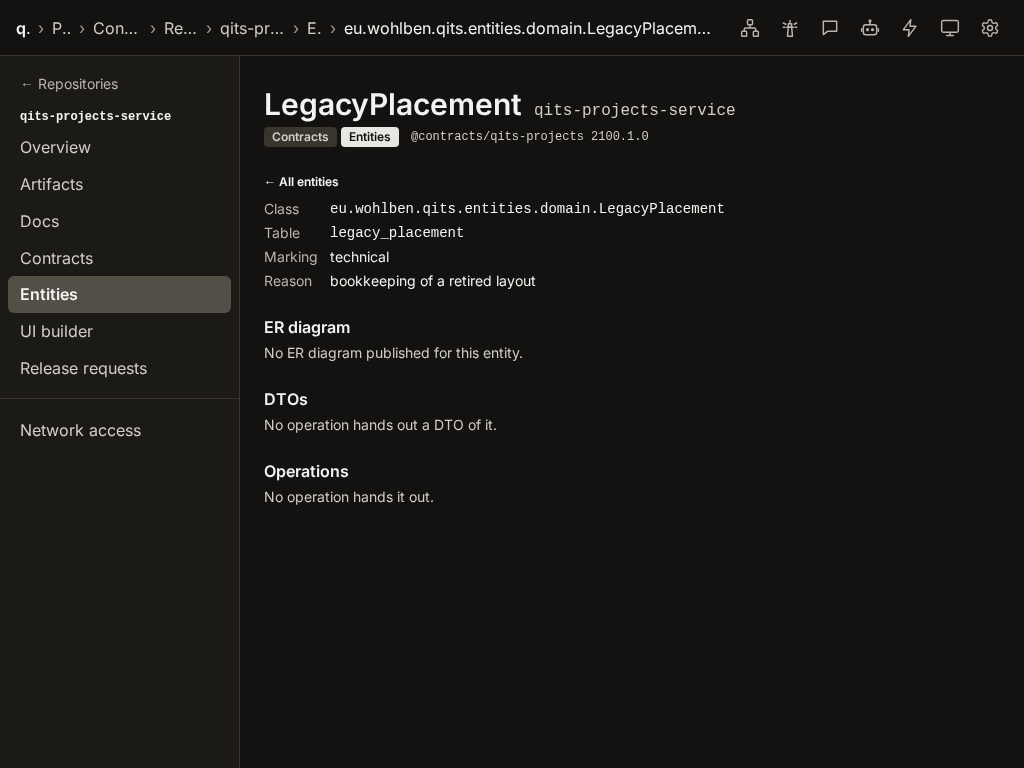 q. › P.. › Con... › Re... › qits-pr... › E. › eu.wohlben.qits.entities.domain.LegacyPlacem...
← Repositories
qits-projects-service
Overview
Artifacts
Docs
Contracts
Entities
UI builder
Release requests
Network access
LegacyPlacement qits-projects-service
Contracts Entities @contracts/qits-projects 2100.1.0
← All entities
Class eu.wohlben.qits.entities.domain.LegacyPlacement
Table legacy_placement
Marking technical
Reason bookkeeping of a retired layout
ER diagram
No ER diagram published for this entity.
DTOs
No operation hands out a DTO of it.
Operations
No operation hands it out.